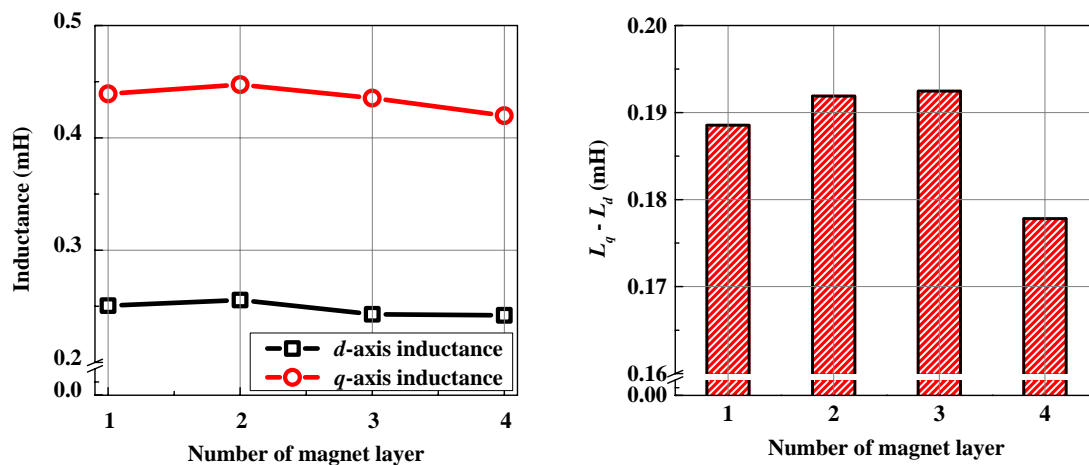 0.5
0.4
0.3
0.2
0.0
Inductance (mH)
d-axis inductance
q-axis inductance
1 2 3 4
Number of magnet layer
0.20
0.19
0.18
0.17
0.16
0.00
Lq - Ld (mH)
1 2 3 4
Number of magnet layer